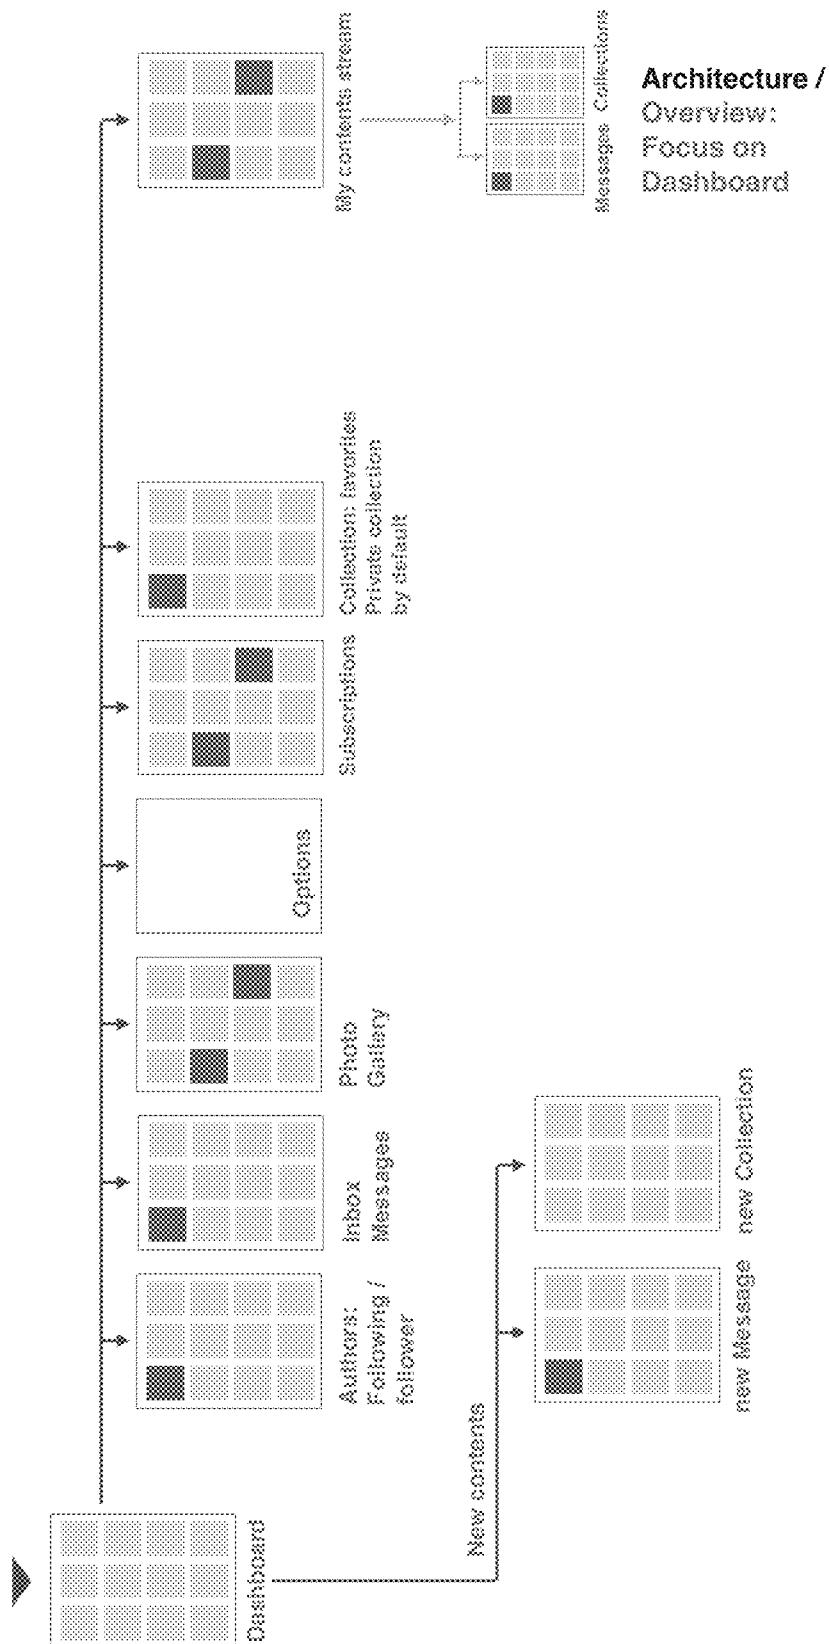 Architecture /
Overview:
Focus on
Dashboard
My contents stream
Messages
Collections
Collection: favorites
Private collection
by default
Subscriptions
Options
Photo
Gallery
Inbox
Messages
Authors:
Following /
follower
Dashboard
New contents
new Message
new Collection